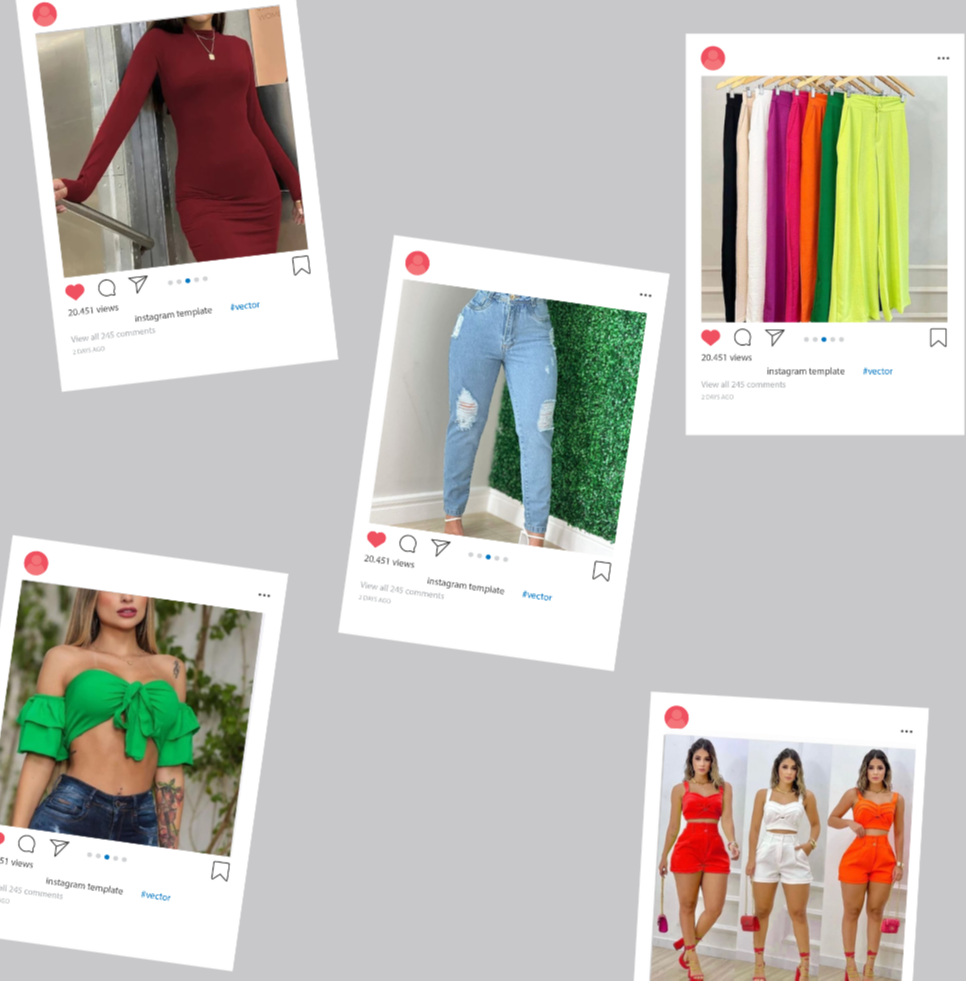 20.451 views
instagram template #vector
View all 245 comments
2 DAYS AGO
20.451 views
instagram template #vector
View all 245 comments
2 DAYS AGO
20.451 views
instagram template #vector
View all 245 comments
2 DAYS AGO
51 views
instagram template #vector
all 245 comments
AGO